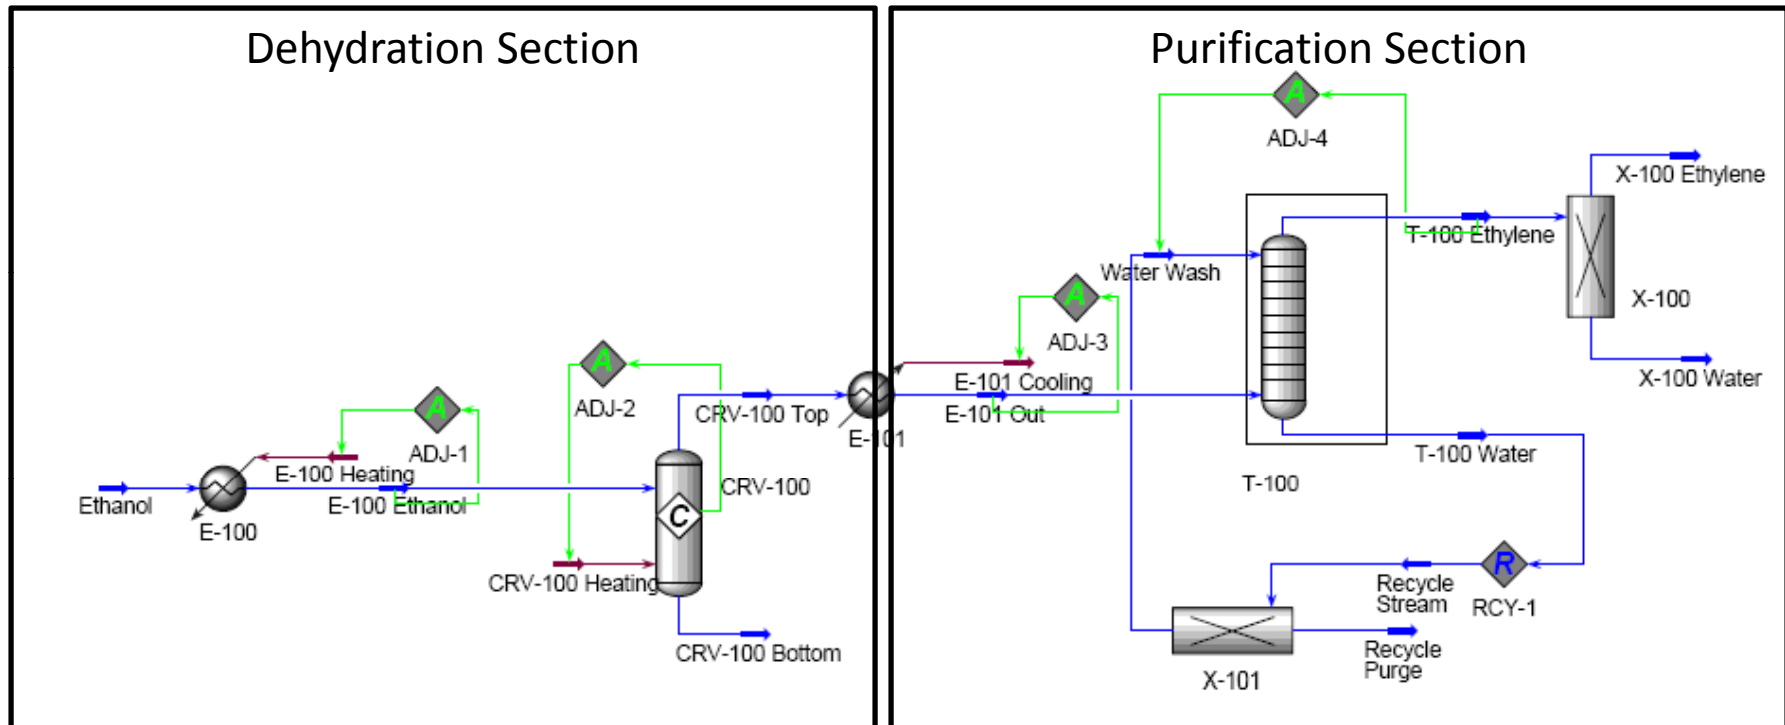 Dehydration Section
Purification Section
A
ADJ-4
X-100 Ethylene
T-100 Ethylene
Water Wash
A
ADJ-3
X-100
E-101 Cooling
X-100 Water
A
ADJ-2
CRV-100 Top
E-101
E-101 Out
A
ADJ-1
E-100 Heating
T-100 Water
Ethanol
E-100 Ethanol
CRV-100
T-100
E-100
C
CRV-100 Heating
R
Recycle
Stream
RCY-1
CRV-100 Bottom
Recycle
Purge
X-101